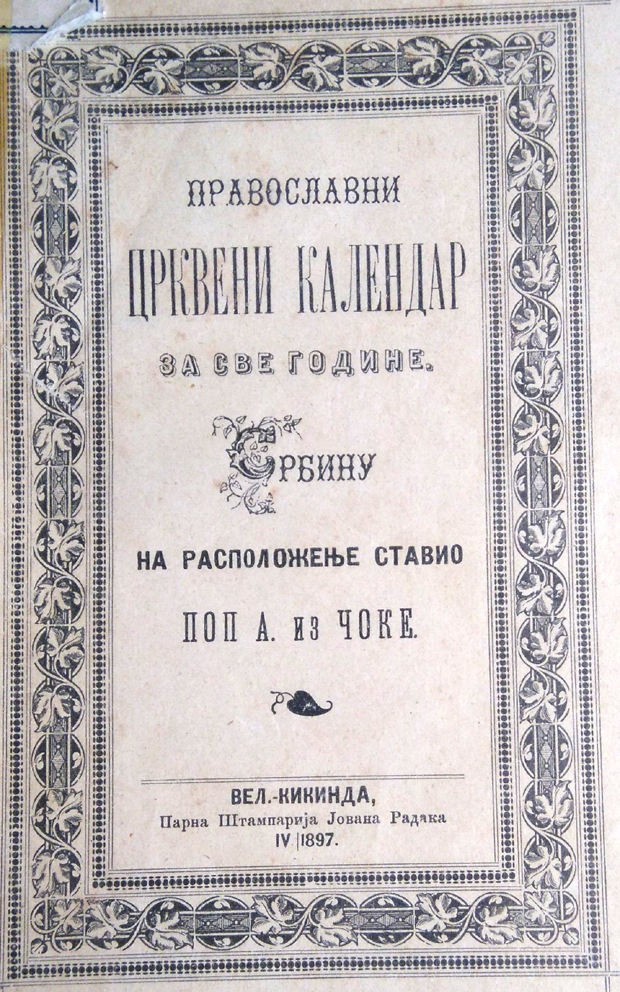 ПРАВОСЛАВНИ
ЦРКВЕНИ КАЛЕНДАР
ЗА СВЕ ГОДИНЕ.
СРБИНУ
НА РАСПОЛОЖЕЊЕ СТАВИО
ПОП А. из ЧОКЕ.
ВЕЛ.-КИКИНДА,
Парна Штампарија Јована Радака
IV|1897.